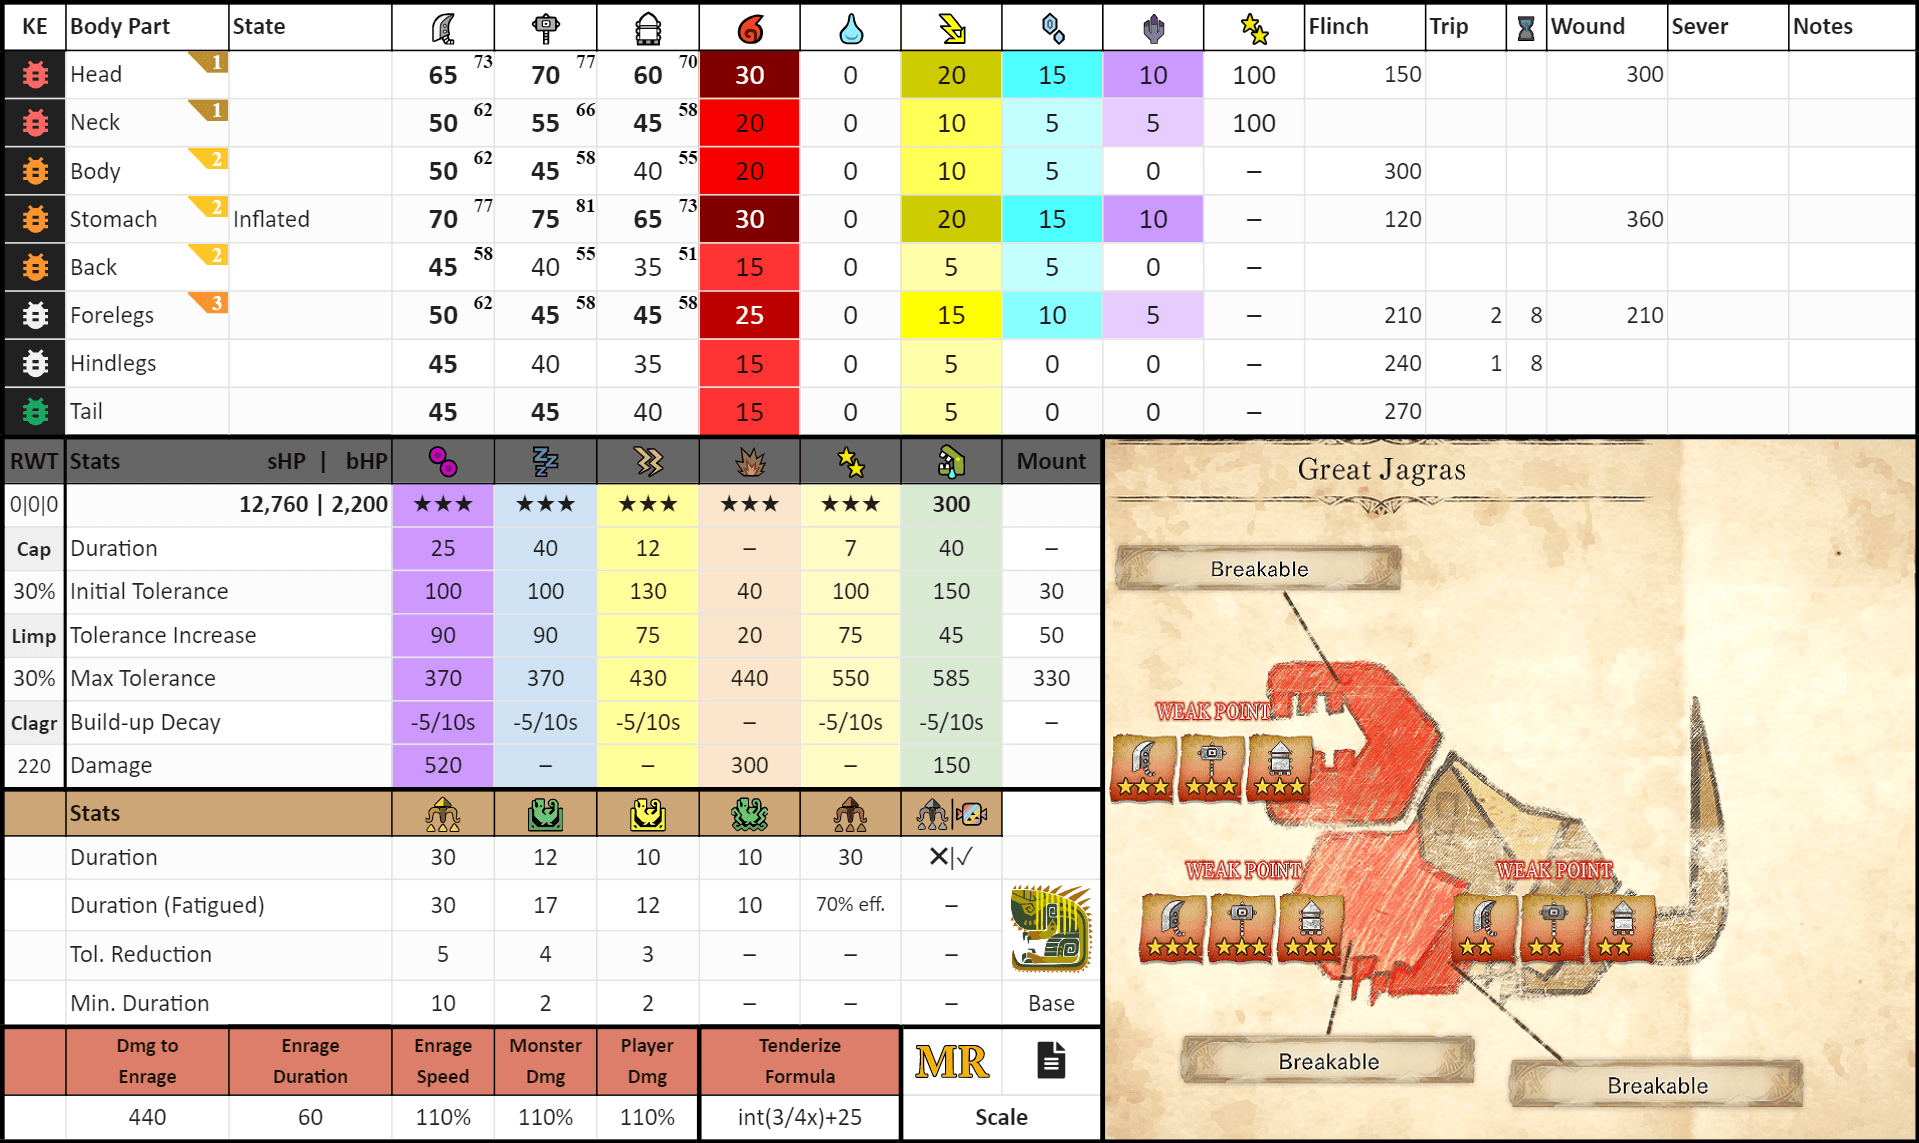 KE Body Part State Flinch Trip Wound Sever Notes
Head 1 65 73 70 77 60 70 30 0 20 15 10 100 150 300
Neck 1 50 62 55 66 45 58 20 0 10 5 5 100
Body 2 50 62 45 58 40 55 20 0 10 5 0 – 300
Stomach 2 Inflated 70 77 75 81 65 73 30 0 20 15 10 – 120 360
Back 2 45 58 40 55 35 51 15 0 5 5 0 –
Forelegs 3 50 62 45 58 45 58 25 0 15 10 5 – 210 2 8 210
Hindlegs 45 40 35 15 0 5 0 0 – 240 1 8
Tail 45 45 40 15 0 5 0 0 – 270
RWT Stats sHP | bHP Mount
0|0|0 12,760 | 2,200 ★★★ ★★★ ★★★ ★★★ ★★★ 300
Cap Duration 25 40 12 – 7 40 –
30% Initial Tolerance 100 100 130 40 100 150 30
Limp Tolerance Increase 90 90 75 20 75 45 50
30% Max Tolerance 370 370 430 440 550 585 330
Clagr Build-up Decay -5/10s -5/10s -5/10s – -5/10s -5/10s –
220 Damage 520 – – 300 – 150
Stats
Duration 30 12 10 10 30 ✕|✓
Duration (Fatigued) 30 17 12 10 70% eff. –
Tol. Reduction 5 4 3 – – –
Min. Duration 10 2 2 – – – Base
Dmg to Enrage
Enrage Duration
Enrage Speed
Monster Dmg
Player Dmg
Tenderize Formula
MR
440 60 110% 110% 110% int(3/4x)+25 Scale
Great Jagras
Breakable
WEAK POINT
WEAK POINT
WEAK POINT
Breakable
Breakable